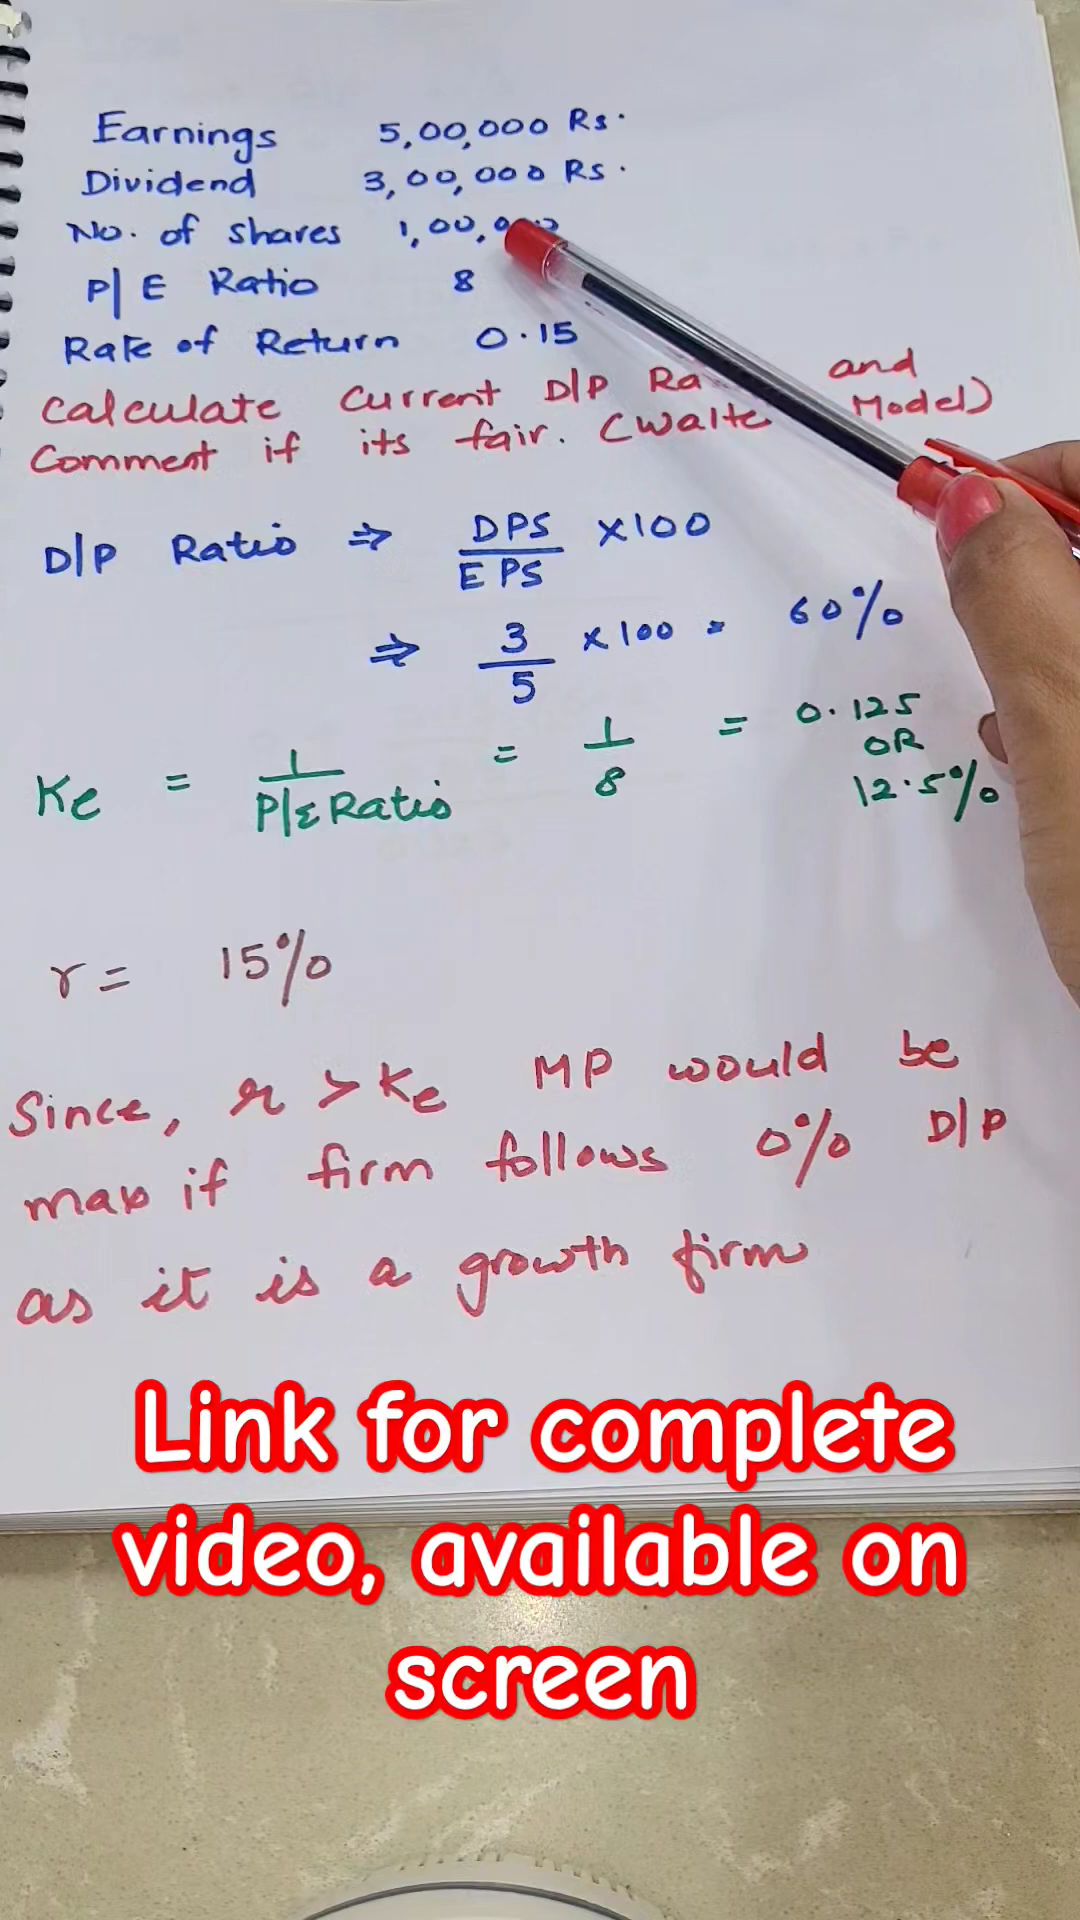 Earnings 5,00,000 Rs.
Dividend 3,00,000 Rs.
No. of shares 1,00,
P/E Ratio 8
Rate of Return 0.15
Calculate Current D/P and
Comment if its fair. (Model)
D/P Ratio ⇒ DPS/EPS ×100
⇒ 3/5 ×100 = 60%
Ke = 1/P/E Ratio = 1/8 = 0.125
OR
12.5%
r = 15%
Since, r > Ke MP would be
max if firm follows 0% D/P
as it is a growth firm
Link for complete
video, available on
screen